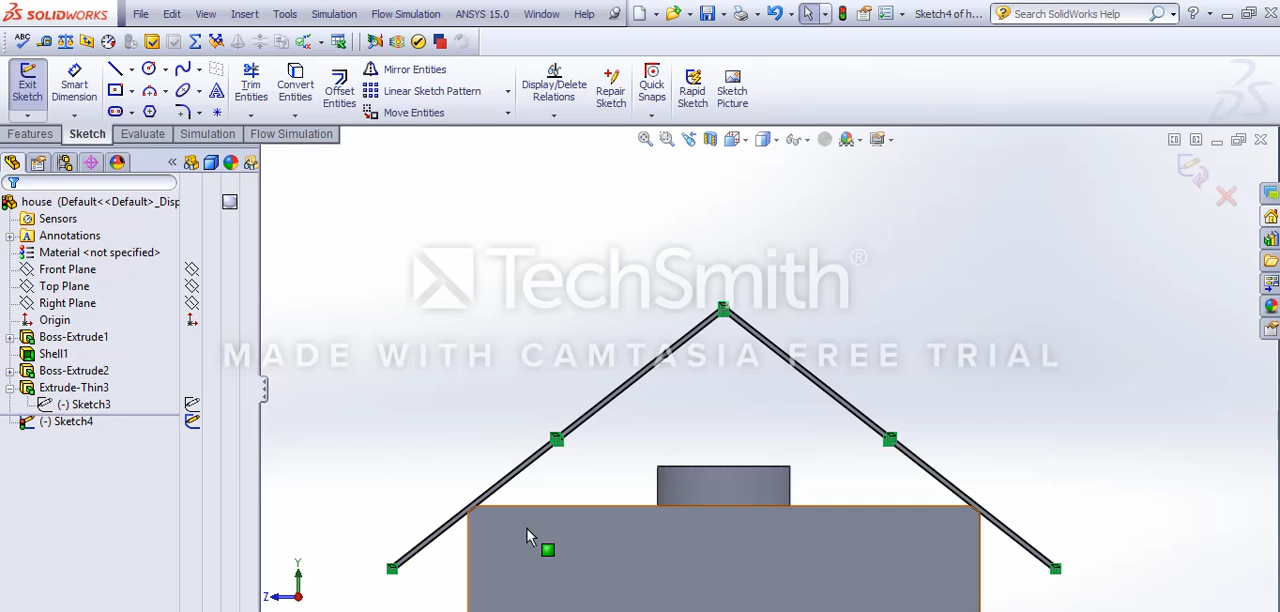 SOLIDWORKS File Edit View Insert Tools Simulation Flow Simulation ANSYS 15.0 Window Help Sketch4 of h... Search SolidWorks Help
ABC
Exit Sketch
Smart Dimension
Trim Entities
Convert Entities
Offset Entities
Mirror Entities
Linear Sketch Pattern
Move Entities
Display/Delete Relations
Repair Sketch
Quick Snaps
Rapid Sketch
Sketch Picture
Features Sketch Evaluate Simulation Flow Simulation
house (Default<<Default>_Disp
Sensors
Annotations
Material <not specified>
Front Plane
Top Plane
Right Plane
Origin
Boss-Extrude1
Shell1
Boss-Extrude2
Extrude-Thin3
(-) Sketch3
(-) Sketch4
TechSmith®
MADE WITH CAMTASIA FREE TRIAL
Y
Z